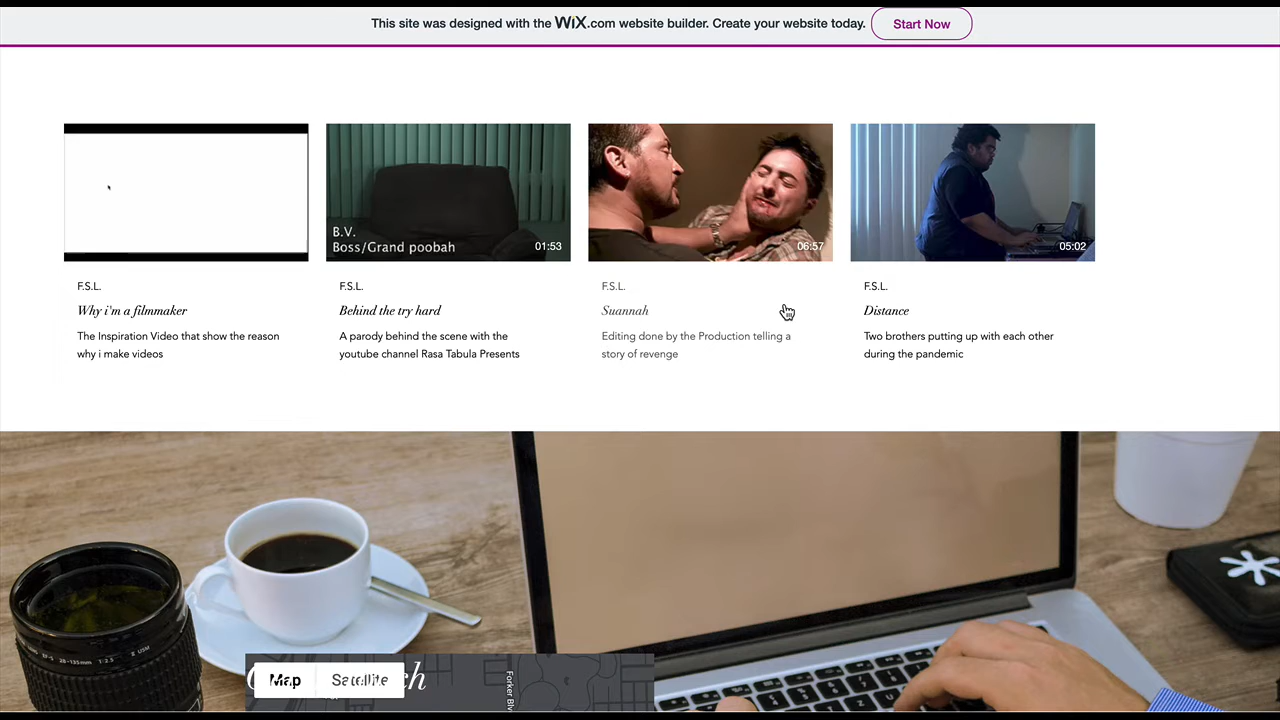 This site was designed with the WiX.com website builder. Create your website today. Start Now
B.V.
Boss/Grand poobah
01:53
06:57
05:02
F.S.L.
Why i'm a filmmaker
The Inspiration Video that show the reason
why i make videos
F.S.L.
Behind the try hard
A parody behind the scene with the
youtube channel Rasa Tabula Presents
F.S.L.
Suannah
Editing done by the Production telling a
story of revenge
F.S.L.
Distance
Two brothers putting up with each other
during the pandemic
Map Satellite